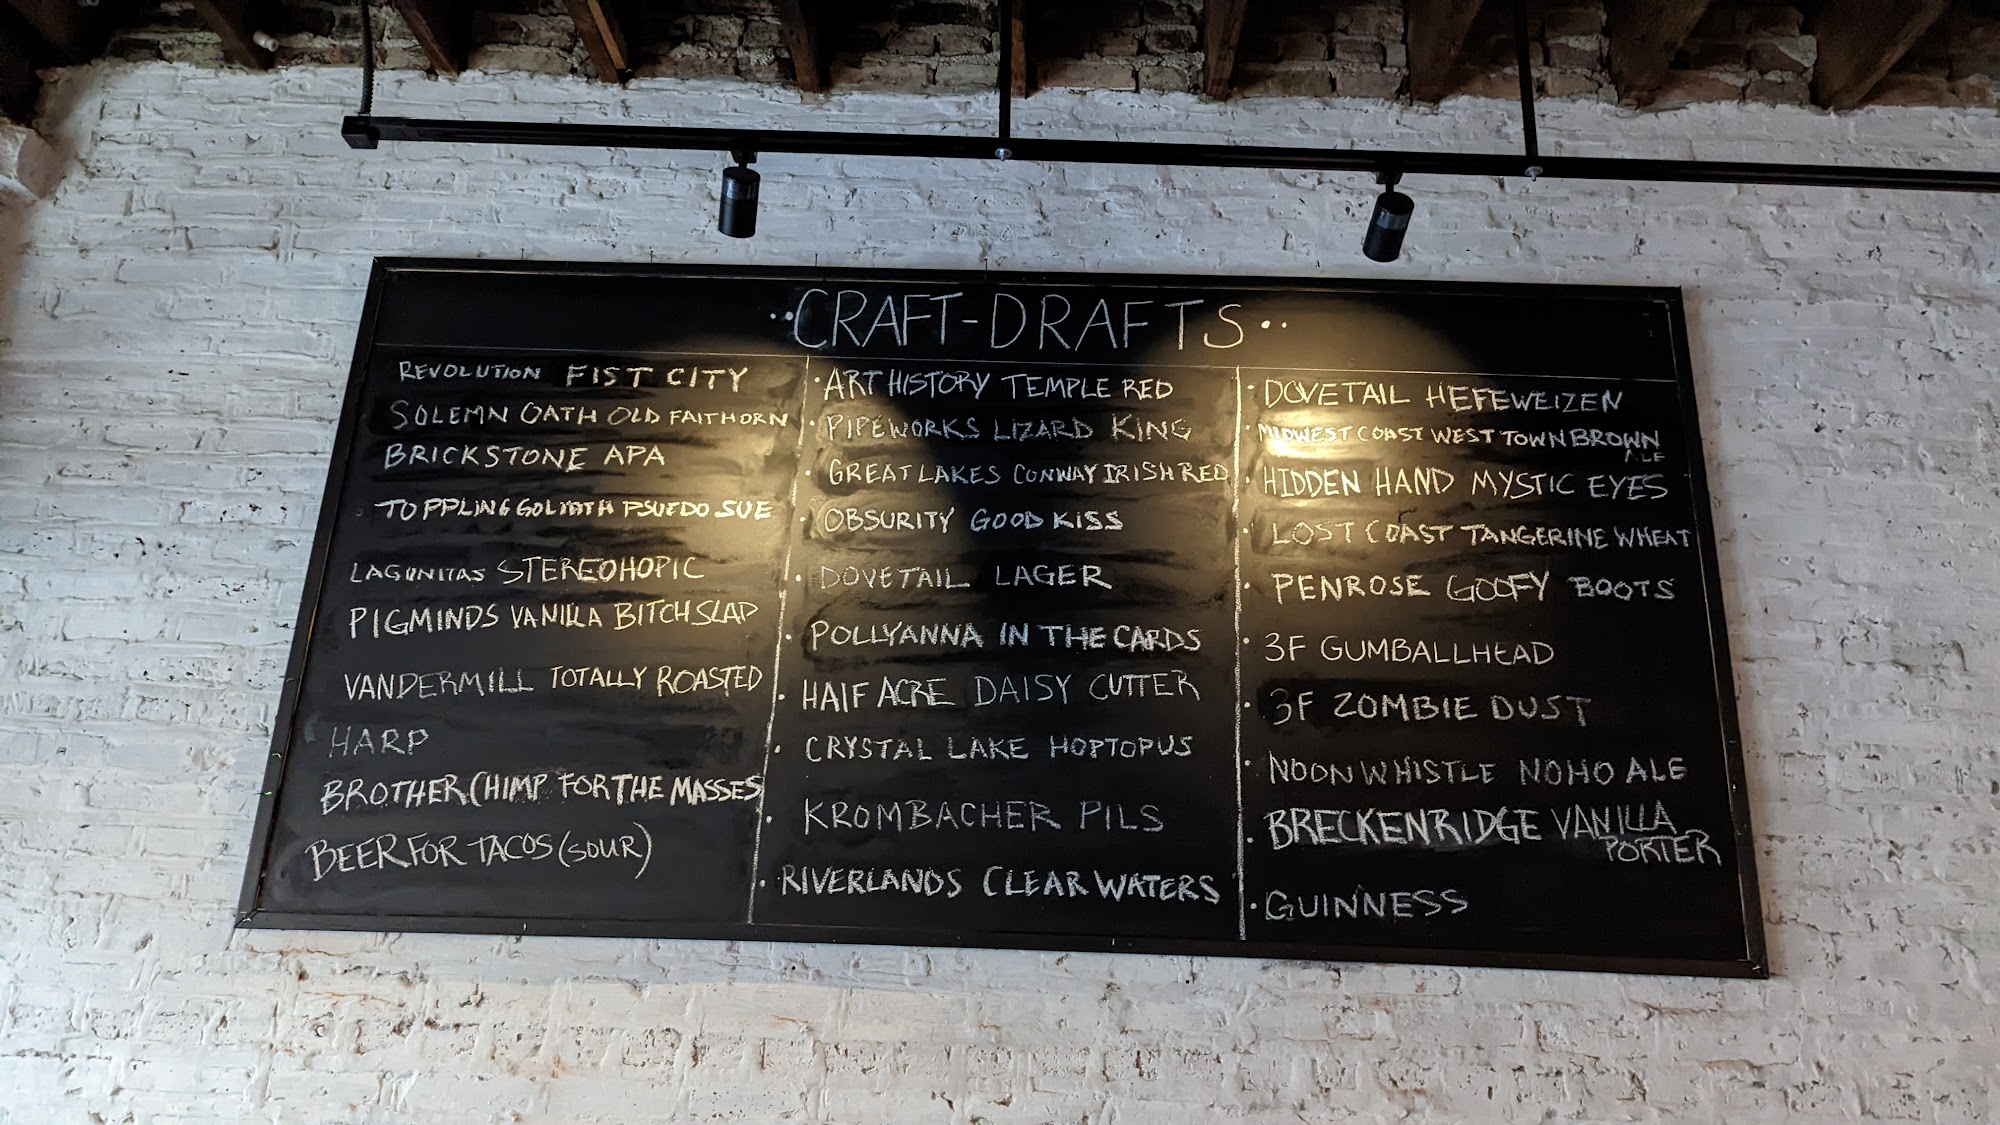 ··CRAFT-DRAFTS··
REVOLUTION FIST CITY
SOLEMN OATH OLD FAITHORN
BRICKSTONE APA
TOPPLING GOLIATH PSUEDO SUE
LAGUNITAS STEREOHOPIC
PIGMINDS VANILLA BITCHSLAP
VANDERMILL TOTALLY ROASTED
HARP
BROTHER CHIMP FOR THE MASSES
BEER FOR TACOS (SOUR)
· ART HISTORY TEMPLE RED
· PIPEWORKS LIZARD KING
· GREAT LAKES CONWAY IRISH RED
· OBSURITY GOOD KISS
· DOVETAIL LAGER
· POLLYANNA IN THE CARDS
· HALF ACRE DAISY CUTTER
· CRYSTAL LAKE HOPTOPUS
· KROMBACHER PILS
· RIVERLANDS CLEAR WATERS
· DOVETAIL HEFEWEIZEN
· MIDWEST COAST WEST TOWN BROWN
ALE
· HIDDEN HAND MYSTIC EYES
· LOST COAST TANGERINE WHEAT
· PENROSE GOOFY BOOTS
· 3F GUMBALLHEAD
· 3F ZOMBIE DUST
· NOON WHISTLE NOHO ALE
· BRECKENRIDGE VANILLA
PORTER
· GUINNESS